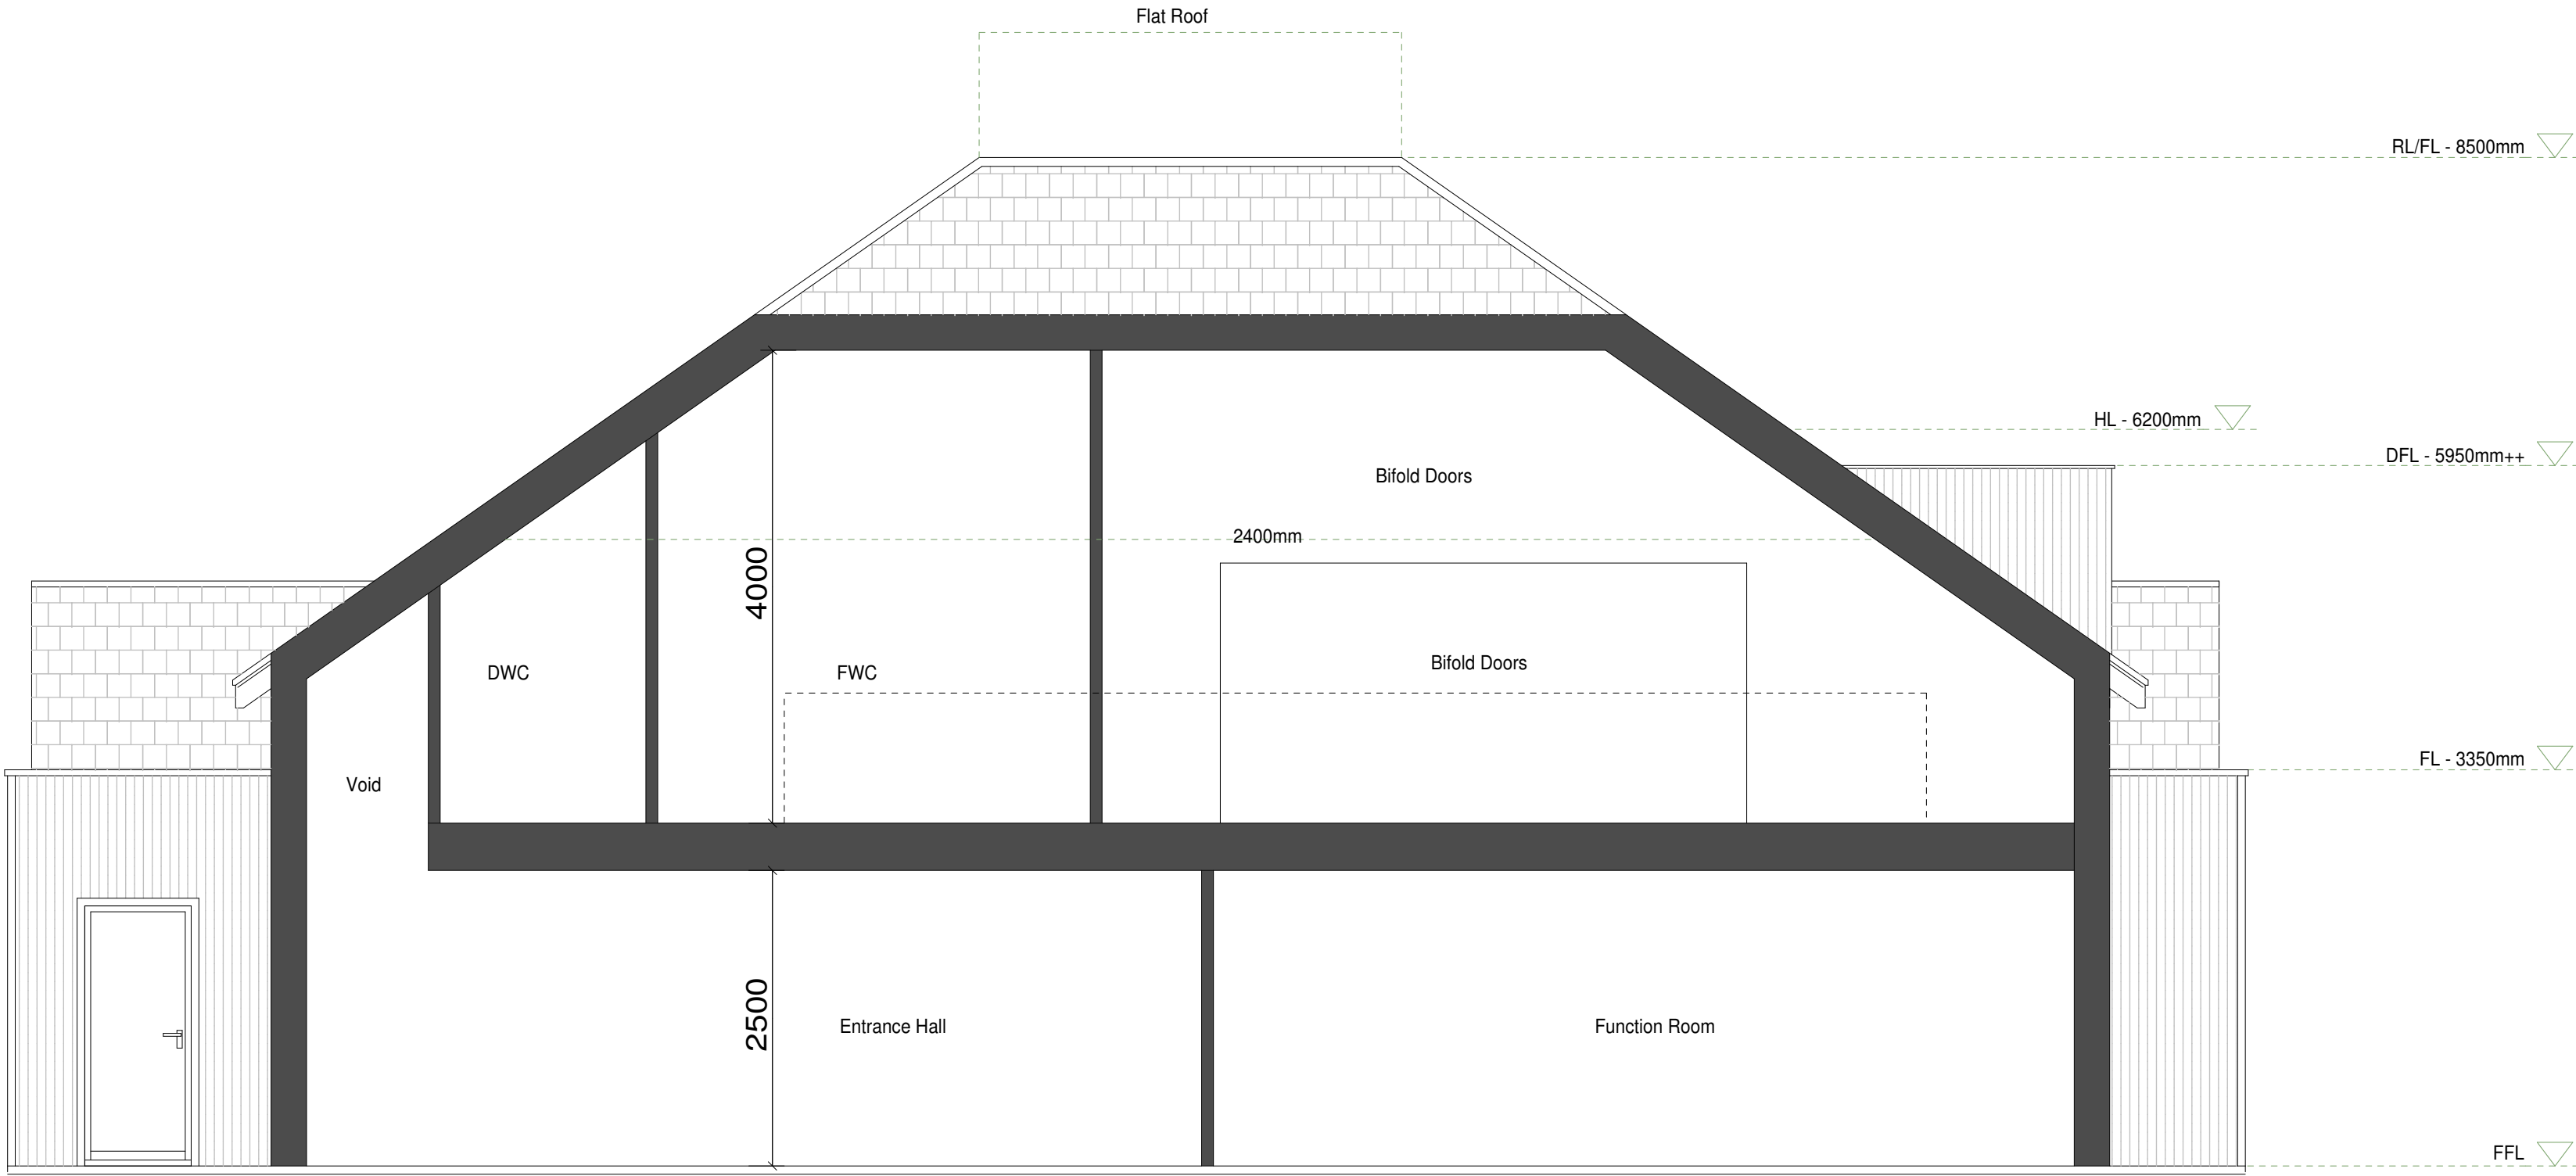 Flat Roof
RL/FL - 8500mm
HL - 6200mm
DFL - 5950mm++
Bifold Doors
2400mm
4000
DWC
FWC
Bifold Doors
FL - 3350mm
Void
2500
Entrance Hall
Function Room
FFL